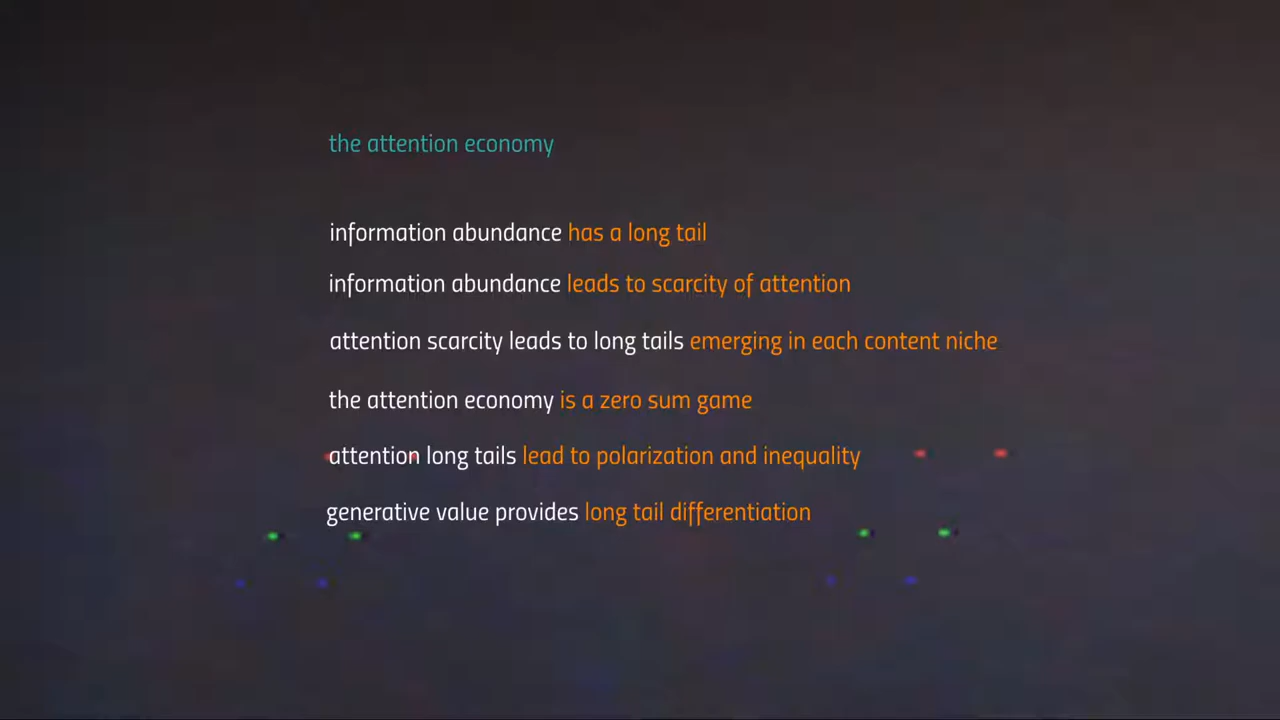 the attention economy
information abundance has a long tail
information abundance leads to scarcity of attention
attention scarcity leads to long tails emerging in each content niche
the attention economy is a zero sum game
attention long tails lead to polarization and inequality
generative value provides long tail differentiation